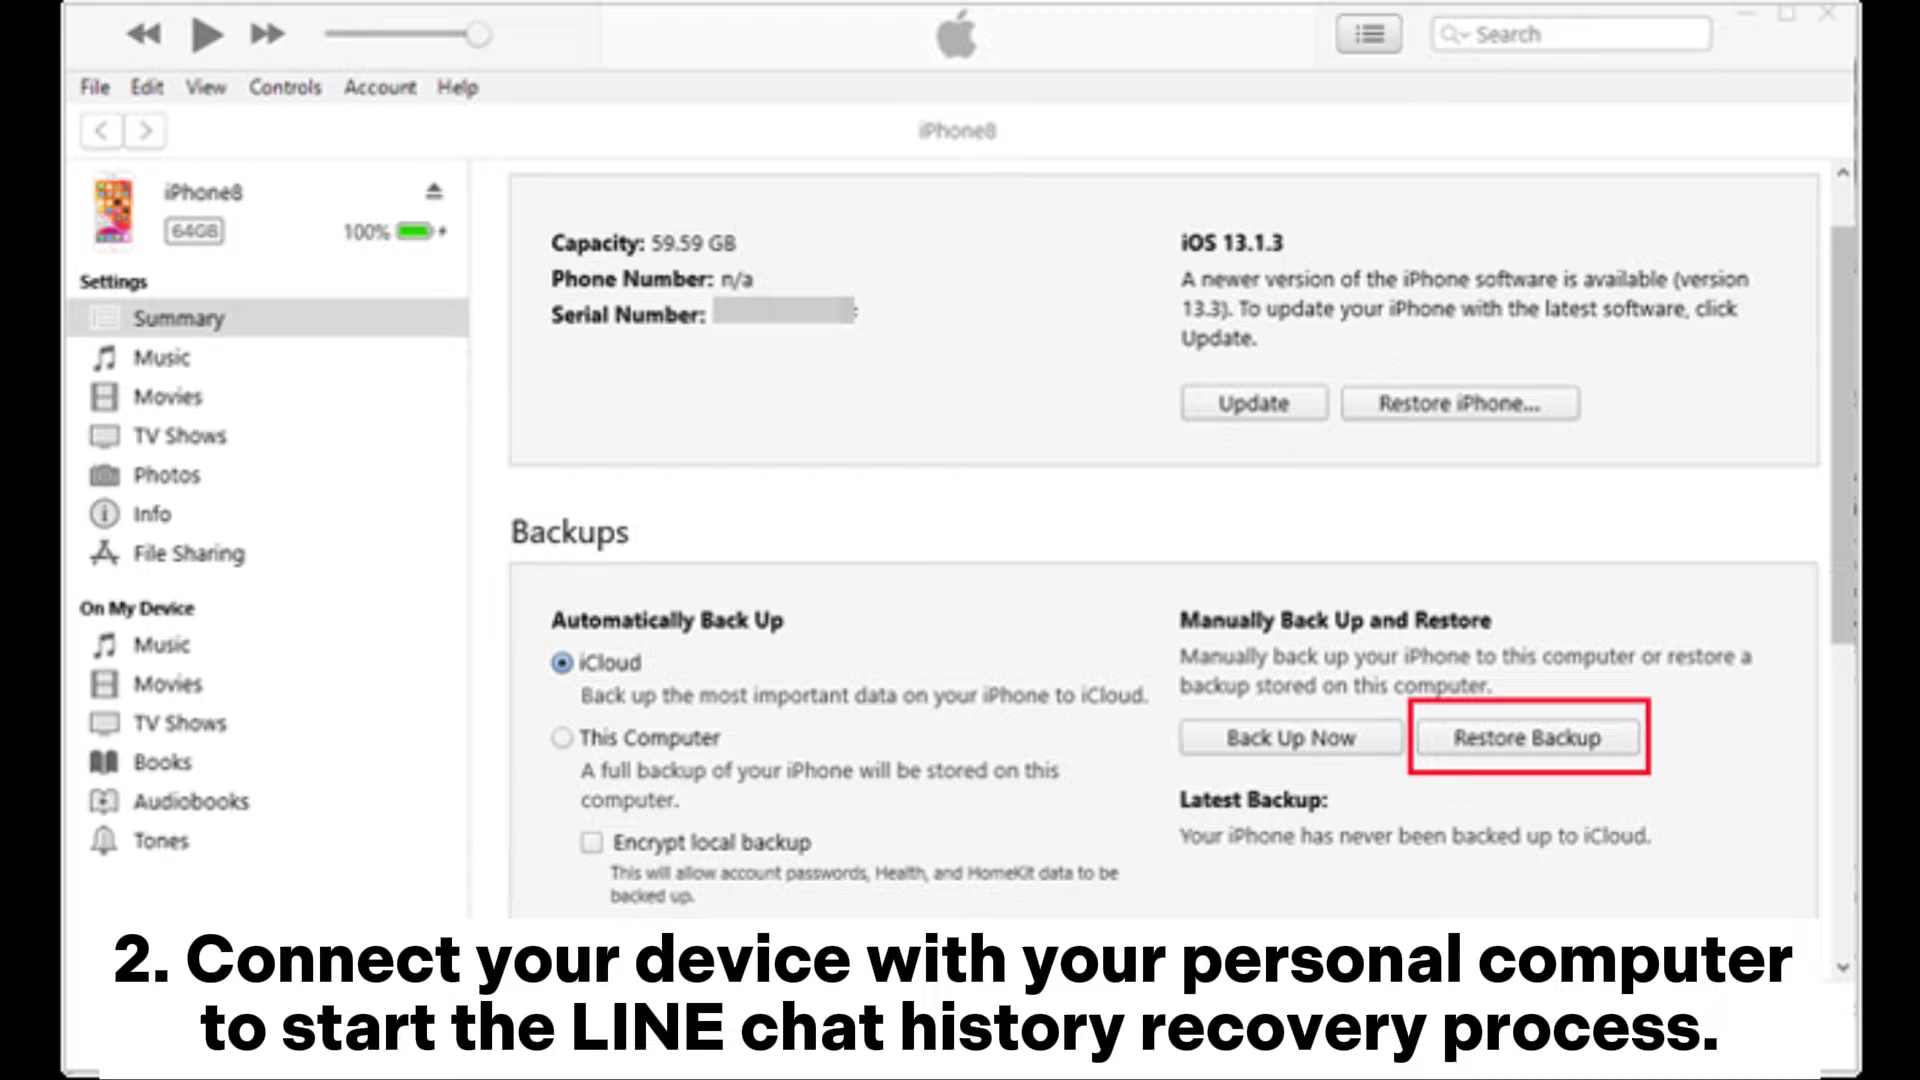 Search
File Edit View Controls Account Help
iPhone8
iPhone8
64GB
100%
Settings
Summary
Music
Movies
TV Shows
Photos
Info
File Sharing
On My Device
Music
Movies
TV Shows
Books
Audiobooks
Tones
Capacity: 59.59 GB
Phone Number: n/a
Serial Number:
iOS 13.1.3
A newer version of the iPhone software is available (version
13.3). To update your iPhone with the latest software, click
Update.
Update
Restore iPhone...
Backups
Automatically Back Up
iCloud
Back up the most important data on your iPhone to iCloud.
This Computer
A full backup of your iPhone will be stored on this
computer.
Encrypt local backup
This will allow account passwords, Health, and HomeKit data to be
backed up.
Manually Back Up and Restore
Manually back up your iPhone to this computer or restore a
backup stored on this computer.
Back Up Now
Restore Backup
Latest Backup:
Your iPhone has never been backed up to iCloud.
2. Connect your device with your personal computer
to start the LINE chat history recovery process.